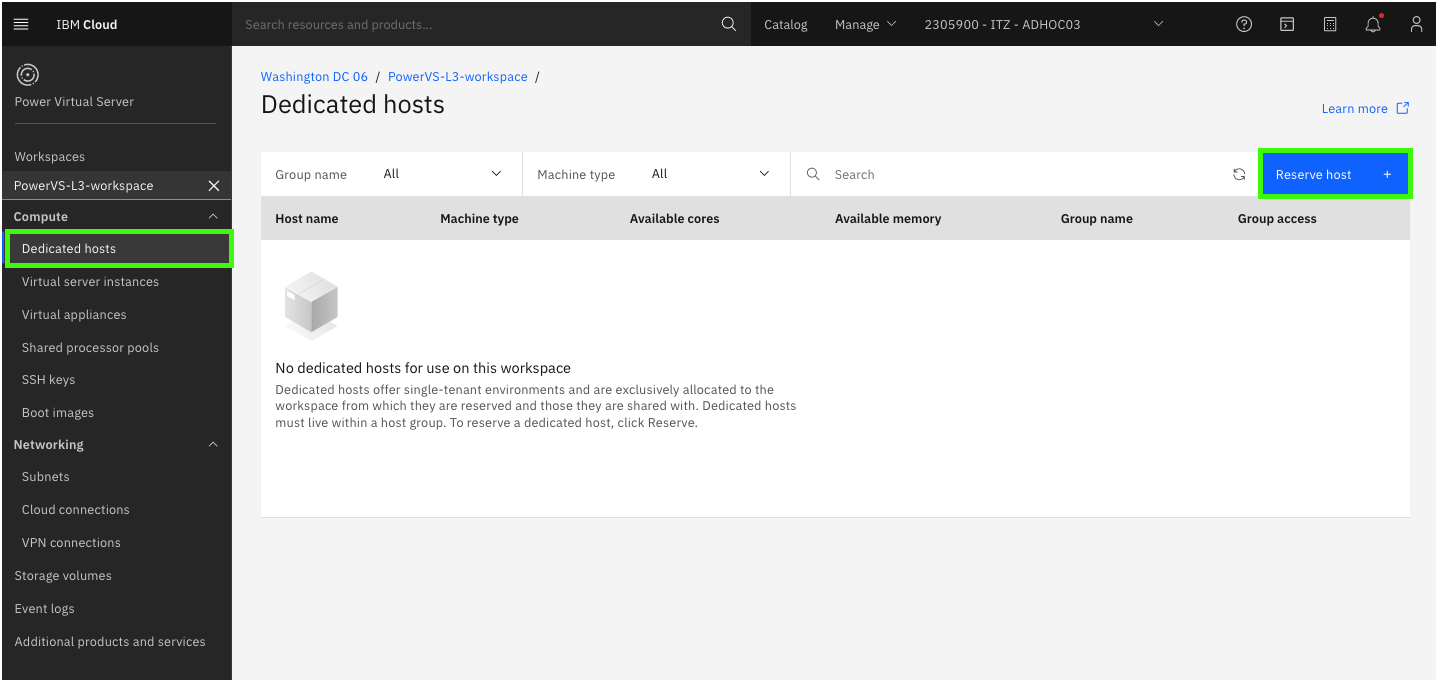 IBM Cloud
Search resources and products...
Catalog
Manage
2305900 - ITZ - ADHOC03
Power Virtual Server
Workspaces
PowerVS-L3-workspace
Compute
Dedicated hosts
Virtual server instances
Virtual appliances
Shared processor pools
SSH keys
Boot images
Networking
Subnets
Cloud connections
VPN connections
Storage volumes
Event logs
Additional products and services
Washington DC 06 / PowerVS-L3-workspace /
Dedicated hosts
Learn more
Group name All
Machine type All
Search
Reserve host +
Host name Machine type Available cores Available memory Group name Group access
No dedicated hosts for use on this workspace
Dedicated hosts offer single-tenant environments and are exclusively allocated to the
workspace from which they are reserved and those they are shared with. Dedicated hosts
must live within a host group. To reserve a dedicated host, click Reserve.